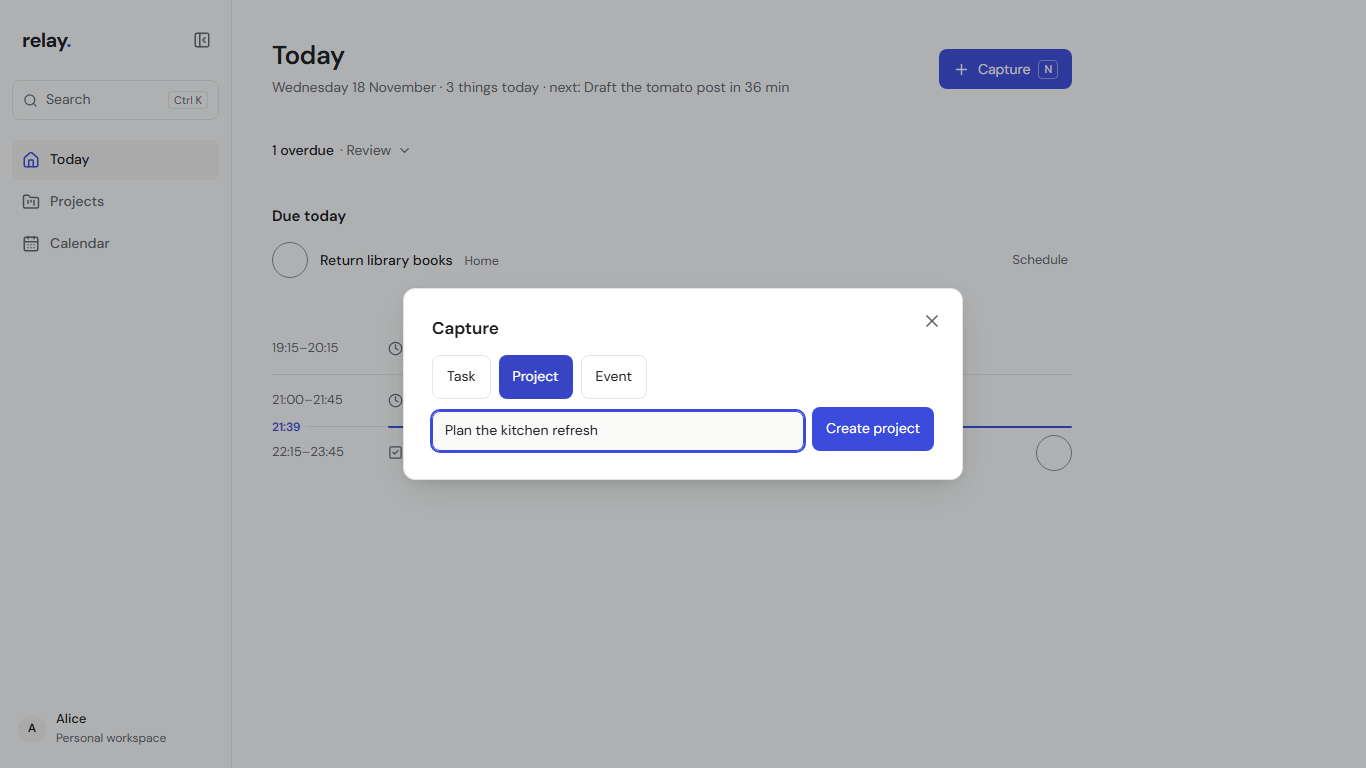 relay.
Search Ctrl K
Today
Projects
Calendar
A
Alice
Personal workspace
Today
Wednesday 18 November · 3 things today · next: Draft the tomato post in 36 min
+ Capture N
1 overdue · Review
Due today
Return library books Home
Schedule
19:15–20:15
21:00–21:45
21:39
22:15–23:45
Capture
Task
Project
Event
Plan the kitchen refresh
Create project